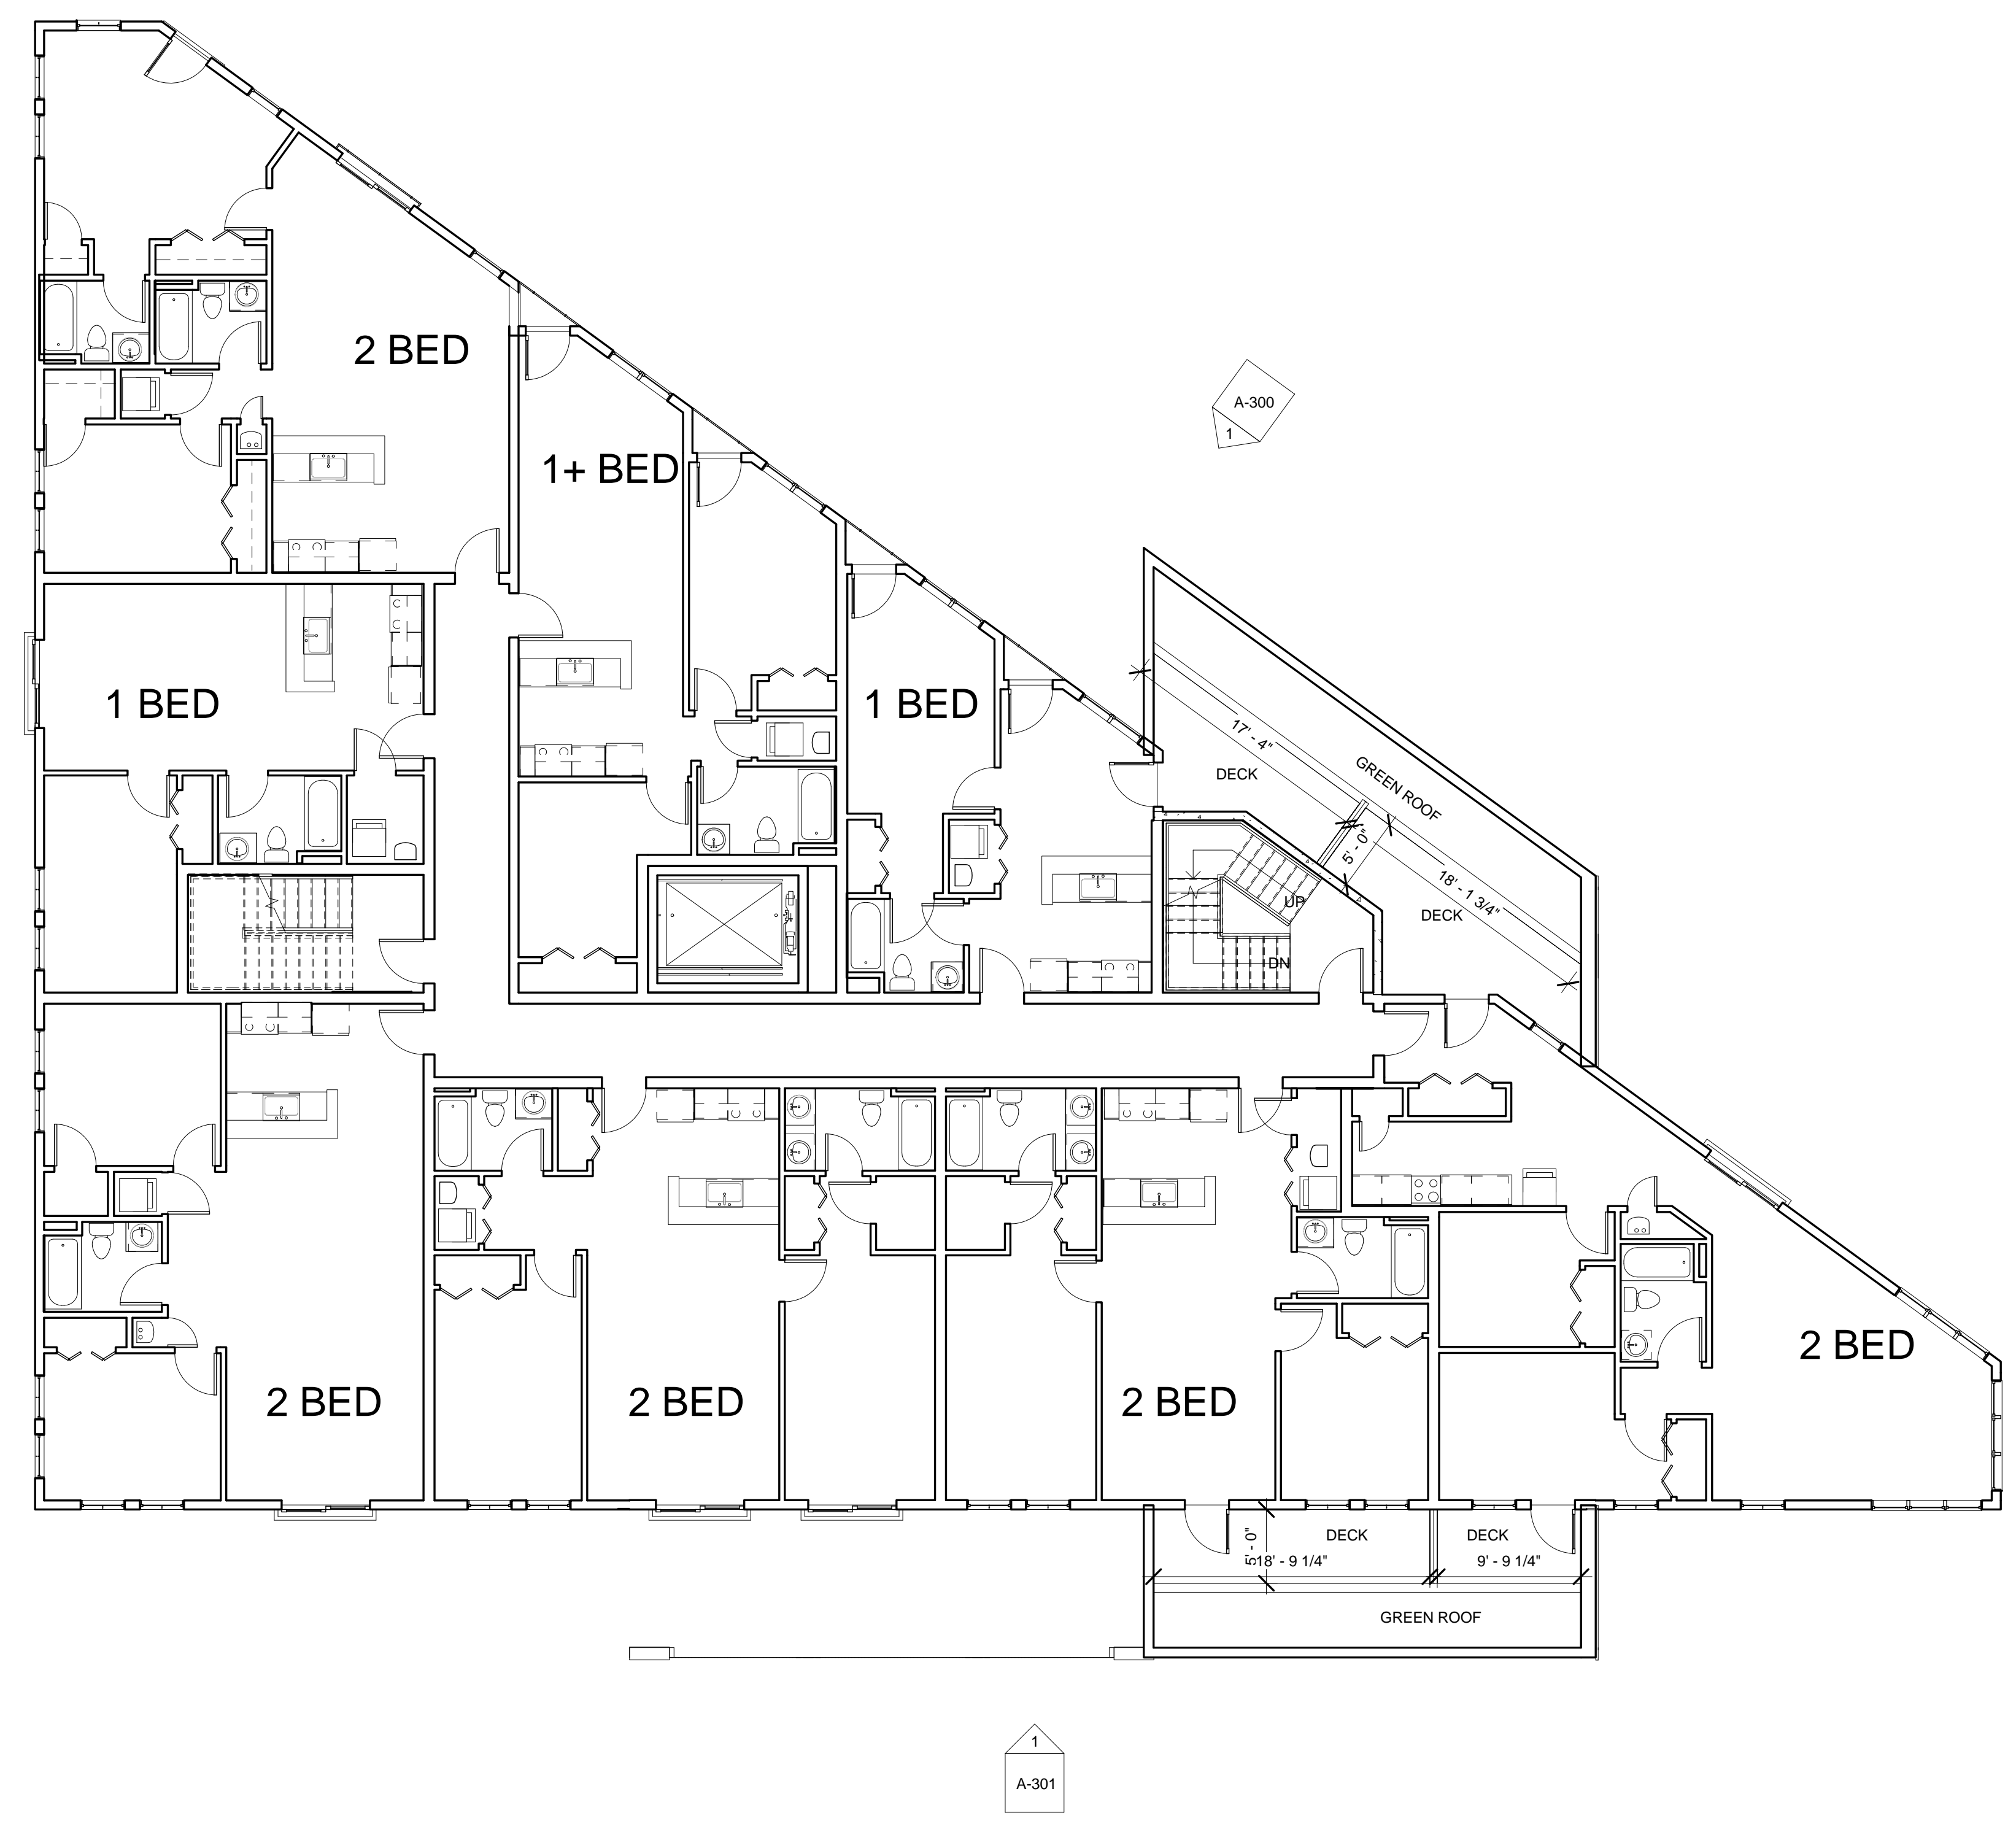 2 BED
A-300
1
1+ BED
1 BED
1 BED
17' - 4"
DECK
GREEN ROOF
5' - 0"
18' - 1 3/4"
UP
DECK
DN
2 BED
2 BED
2 BED
2 BED
DECK
DECK
5' - 0"
18' - 9 1/4"
9' - 9 1/4"
GREEN ROOF
1
A-301